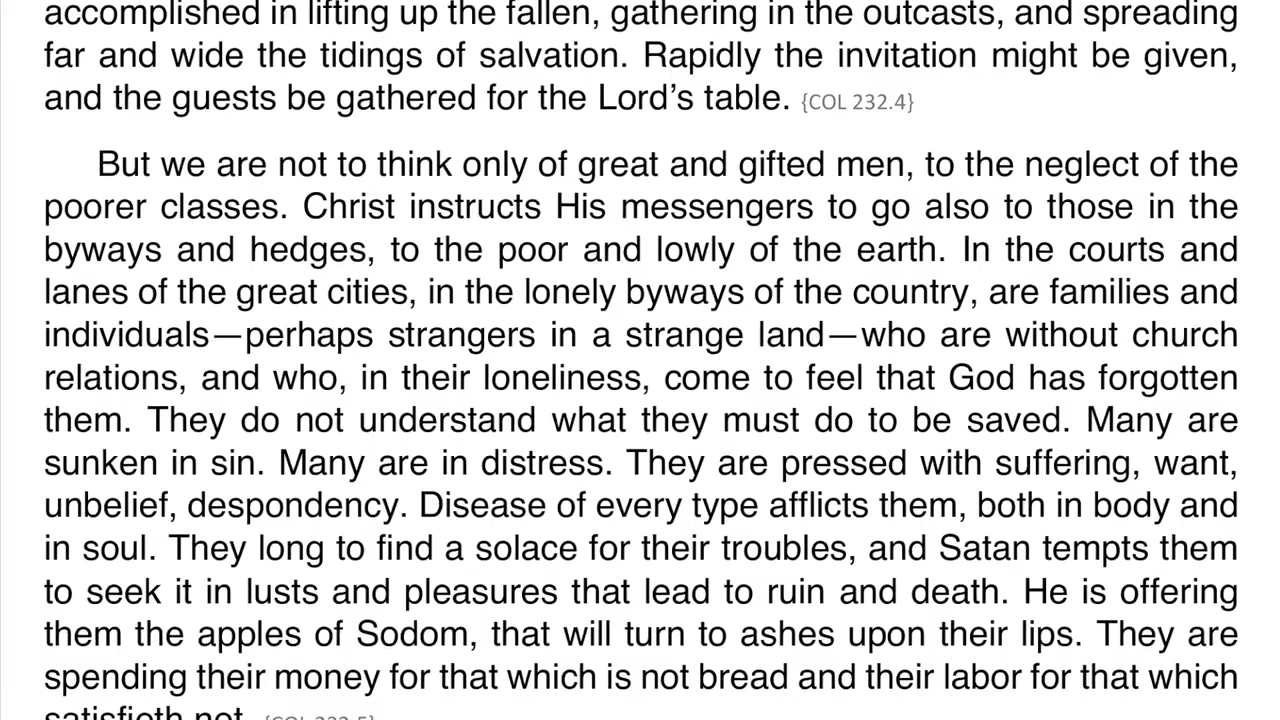 accomplished in lifting up the fallen, gathering in the outcasts, and spreading
far and wide the tidings of salvation. Rapidly the invitation might be given,
and the guests be gathered for the Lord’s table. {COL 232.4}
But we are not to think only of great and gifted men, to the neglect of the
poorer classes. Christ instructs His messengers to go also to those in the
byways and hedges, to the poor and lowly of the earth. In the courts and
lanes of the great cities, in the lonely byways of the country, are families and
individuals—perhaps strangers in a strange land—who are without church
relations, and who, in their loneliness, come to feel that God has forgotten
them. They do not understand what they must do to be saved. Many are
sunken in sin. Many are in distress. They are pressed with suffering, want,
unbelief, despondency. Disease of every type afflicts them, both in body and
in soul. They long to find a solace for their troubles, and Satan tempts them
to seek it in lusts and pleasures that lead to ruin and death. He is offering
them the apples of Sodom, that will turn to ashes upon their lips. They are
spending their money for that which is not bread and their labor for that which
satisfieth not. {COL 232.5}